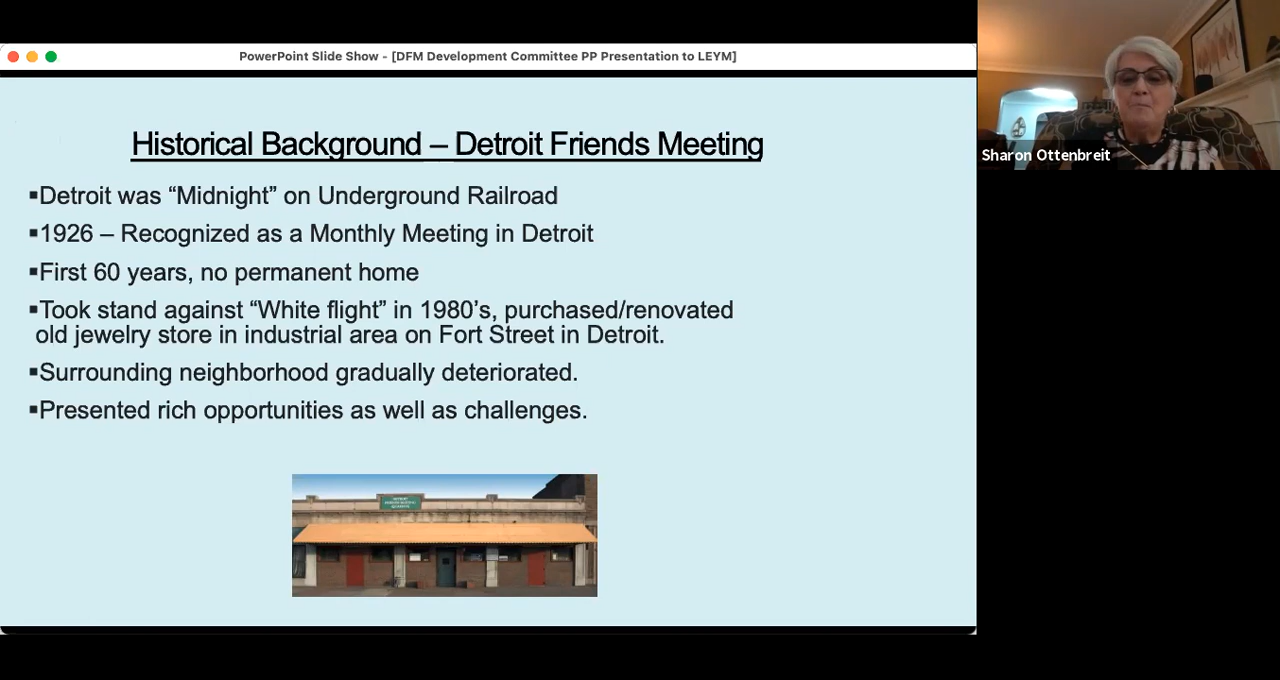 PowerPoint Slide Show - [DFM Development Committee PP Presentation to LEYM]
Historical Background – Detroit Friends Meeting
▪Detroit was “Midnight” on Underground Railroad
▪1926 – Recognized as a Monthly Meeting in Detroit
▪First 60 years, no permanent home
▪Took stand against “White flight” in 1980’s, purchased/renovated
old jewelry store in industrial area on Fort Street in Detroit.
▪Surrounding neighborhood gradually deteriorated.
▪Presented rich opportunities as well as challenges.
Sharon Ottenbreit